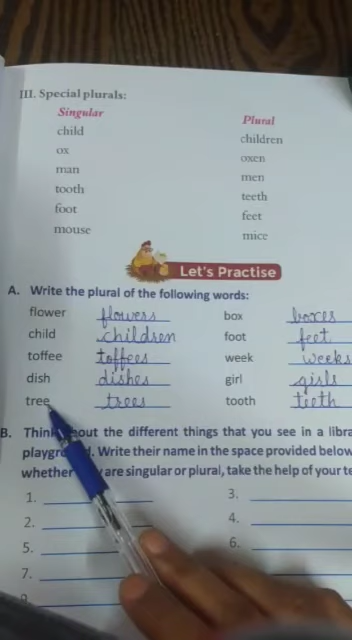 III. Special plurals:
Singular Plural
child children
ox oxen
man men
tooth teeth
foot feet
mouse mice
Let's Practise
A. Write the plural of the following words:
flower flowers box boxes
child children foot feet
toffee toffees week weeks
dish dishes girl girls
tree trees tooth teeth
B. Think out the different things that you see in a libra
playgro d. Write their name in the space provided below
whether y are singular or plural, take the help of your te
1. 3.
2. 4.
5. 6.
7.